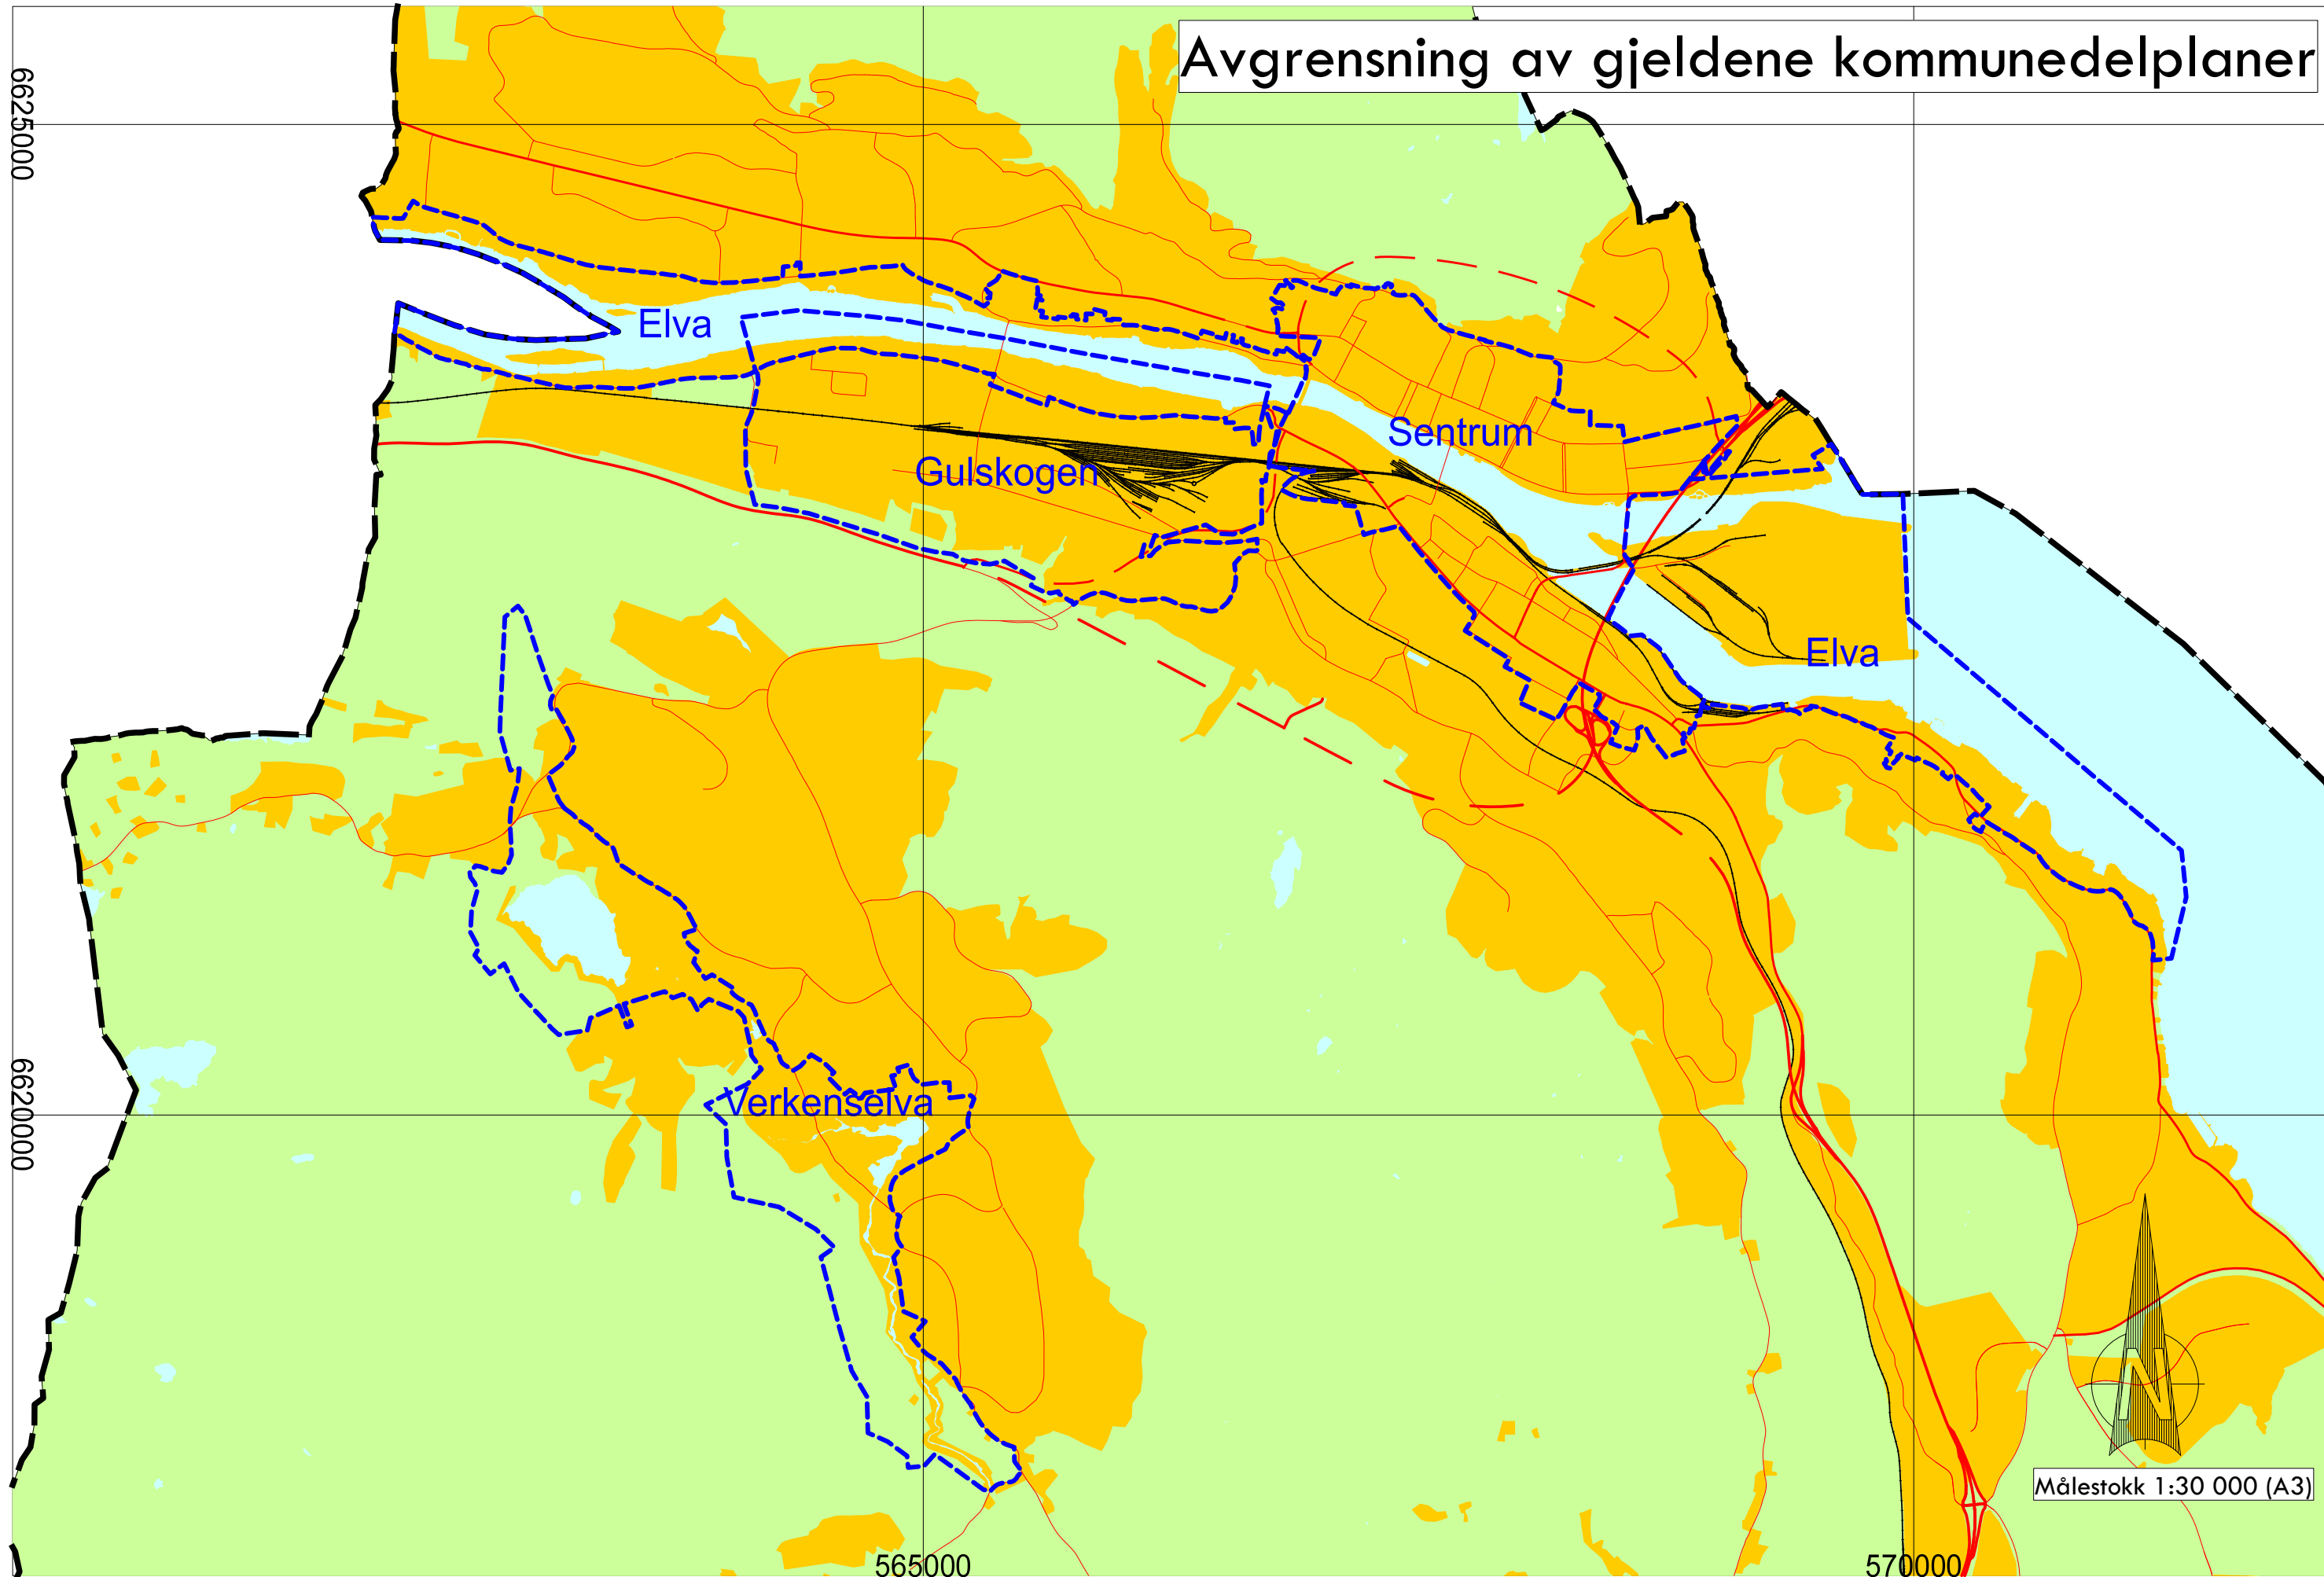 Avgrensning av gjeldene kommunedelplaner
6625000
Elva
Sentrum
Gulskogen
Elva
Verkenselva
6620000
N
Målestokk 1:30 000 (A3)
565000
570000